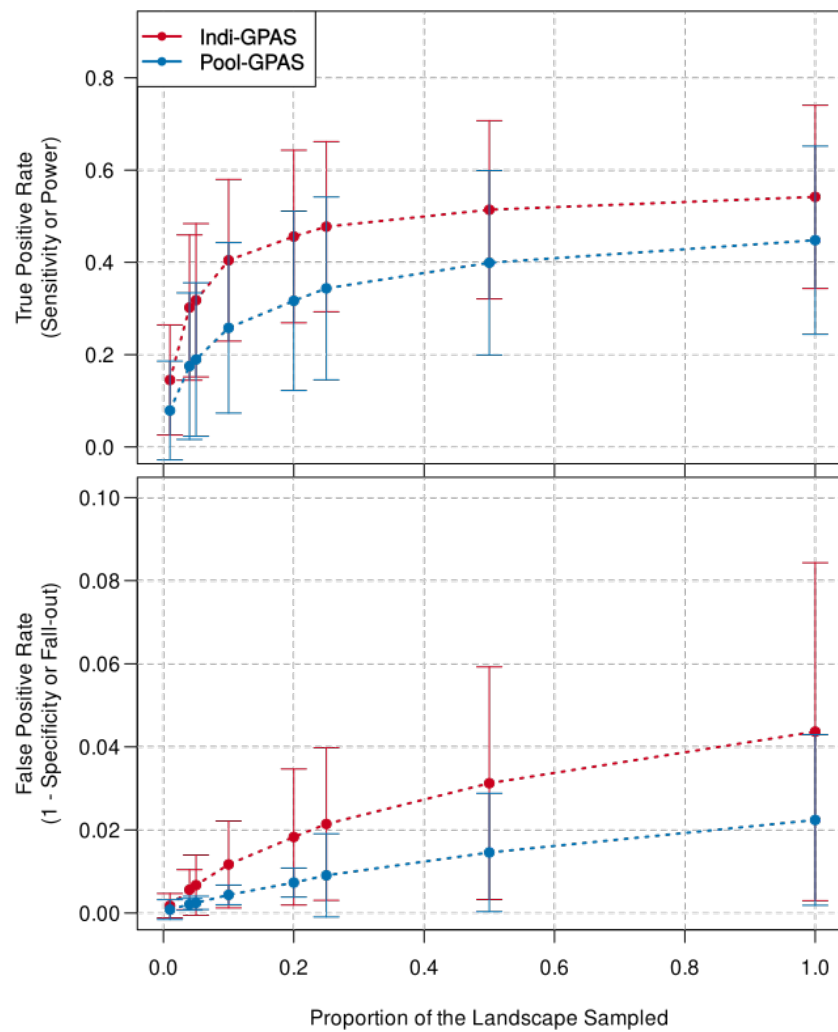 Indi-GPAS
Pool-GPAS
0.8
0.6
0.4
0.2
0.0
True Positive Rate
(Sensitivity or Power)
0.10
0.08
0.06
0.04
0.02
0.00
False Positive Rate
(1 - Specificity or Fall-out)
0.0 0.2 0.4 0.6 0.8 1.0
Proportion of the Landscape Sampled